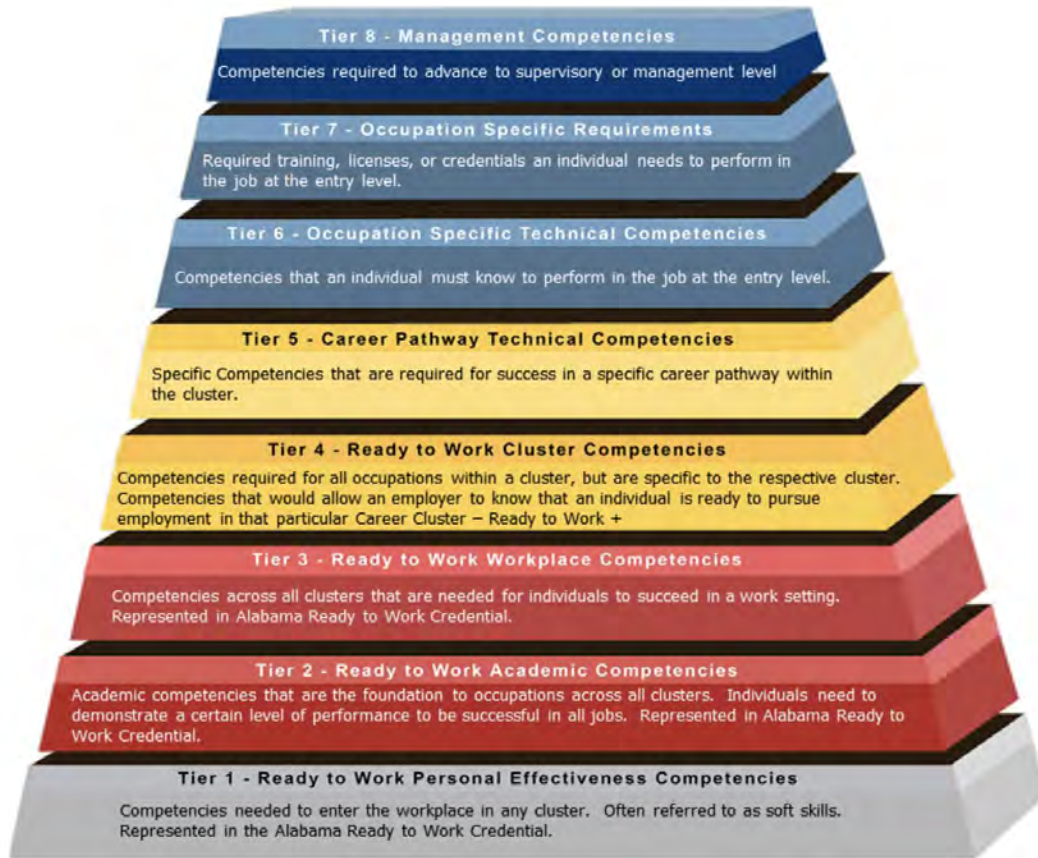 Tier 8 - Management Competencies
Competencies required to advance to supervisory or management level
Tier 7 - Occupation Specific Requirements
Required training, licenses, or credentials an individual needs to perform in
the job at the entry level.
Tier 6 - Occupation Specific Technical Competencies
Competencies that an individual must know to perform in the job at the entry level.
Tier 5 - Career Pathway Technical Competencies
Specific Competencies that are required for success in a specific career pathway within
the cluster.
Tier 4 - Ready to Work Cluster Competencies
Competencies required for all occupations within a cluster, but are specific to the respective cluster.
Competencies that would allow an employer to know that an individual is ready to pursue
employment in that particular Career Cluster – Ready to Work +
Tier 3 - Ready to Work Workplace Competencies
Competencies across all clusters that are needed for individuals to succeed in a work setting.
Represented in Alabama Ready to Work Credential.
Tier 2 - Ready to Work Academic Competencies
Academic competencies that are the foundation to occupations across all clusters. Individuals need to
demonstrate a certain level of performance to be successful in all jobs. Represented in Alabama Ready to
Work Credential.
Tier 1 - Ready to Work Personal Effectiveness Competencies
Competencies needed to enter the workplace in any cluster. Often referred to as soft skills.
Represented in the Alabama Ready to Work Credential.